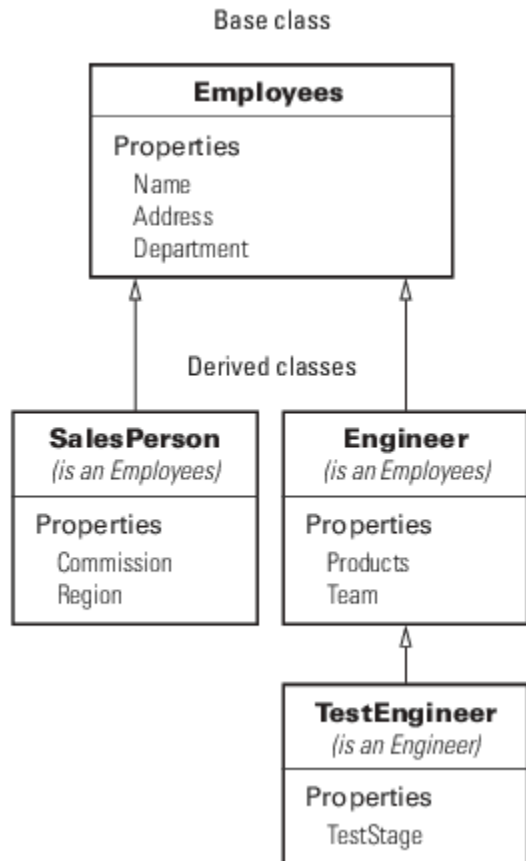 Base class
Employees
Properties
Name
Address
Department
Derived classes
SalesPerson
(is an Employees)
Properties
Commission
Region
Engineer
(is an Employees)
Properties
Products
Team
TestEngineer
(is an Engineer)
Properties
TestStage